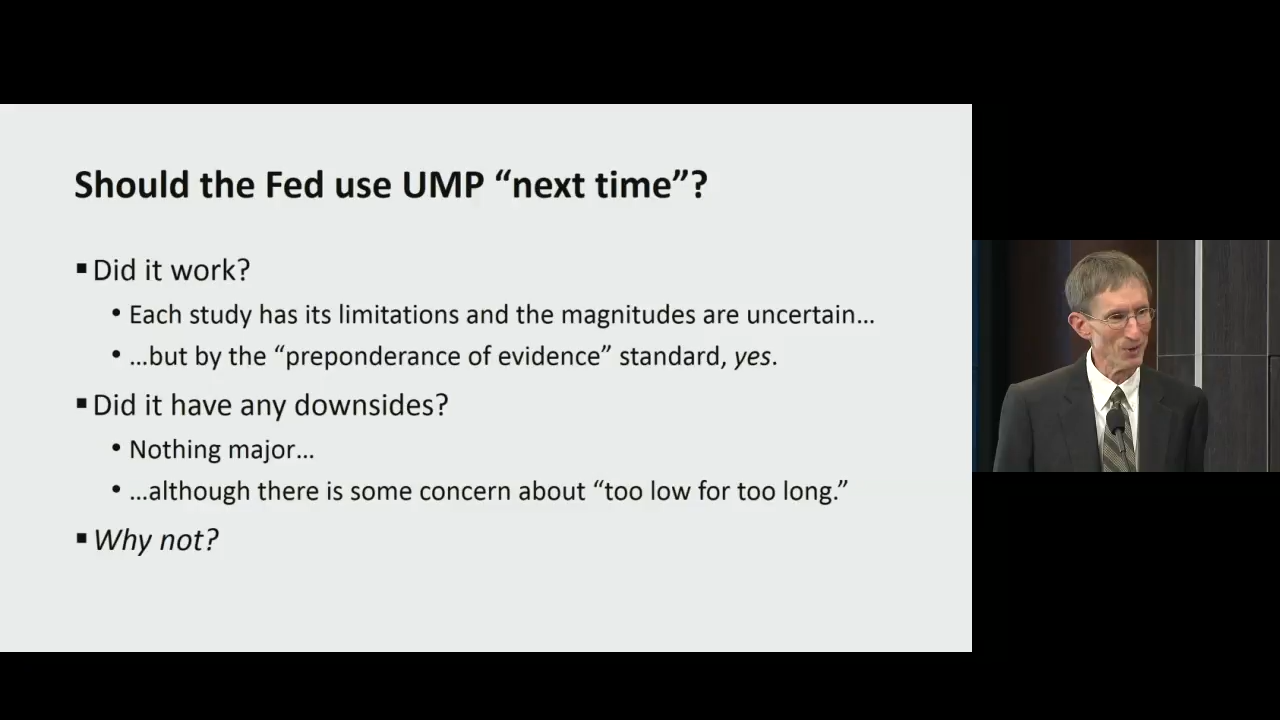 Should the Fed use UMP “next time”?
▪ Did it work?
• Each study has its limitations and the magnitudes are uncertain…
• …but by the “preponderance of evidence” standard, yes.
▪ Did it have any downsides?
• Nothing major…
• …although there is some concern about “too low for too long.”
▪ Why not?